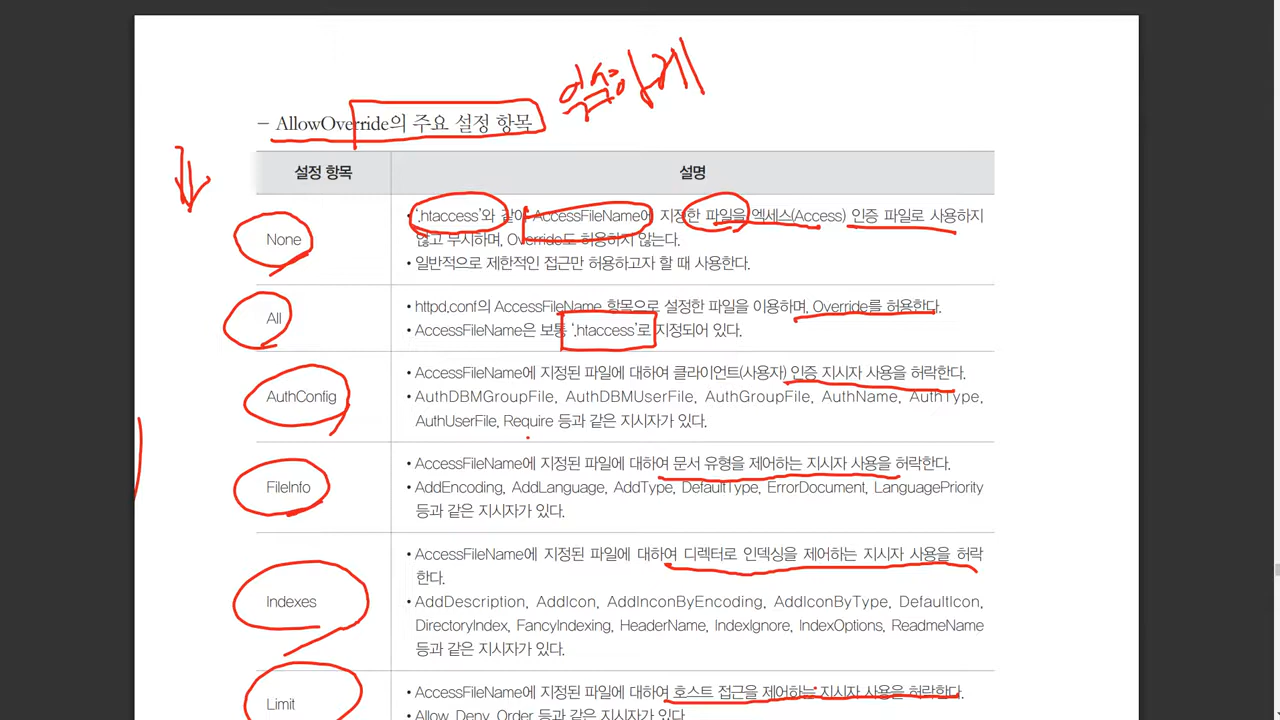 익숙하게
- AllowOverride의 주요 설정 항목
설정 항목
설명
None
• '.htaccess'와 같이 AccessFileName에 지정한 파일을 엑세스(Access) 인증 파일로 사용하지
않고 무시하며, Override도 허용하지 않는다.
• 일반적으로 제한적인 접근만 허용하고자 할 때 사용한다.
All
• httpd.conf의 AccessFileName 항목으로 설정한 파일을 이용하며, Override를 허용한다.
• AccessFileName은 보통 '.htaccess'로 지정되어 있다.
AuthConfig
• AccessFileName에 지정된 파일에 대하여 클라이언트(사용자) 인증 지시자 사용을 허락한다.
• AuthDBMGroupFile, AuthDBMUserFile, AuthGroupFile, AuthName, AuthType,
AuthUserFile, Require 등과 같은 지시자가 있다.
FileInfo
• AccessFileName에 지정된 파일에 대하여 문서 유형을 제어하는 지시자 사용을 허락한다.
• AddEncoding, AddLanguage, AddType, DefaultType, ErrorDocument, LanguagePriority
등과 같은 지시자가 있다.
Indexes
• AccessFileName에 지정된 파일에 대하여 디렉터로 인덱싱을 제어하는 지시자 사용을 허락
한다.
• AddDescription, AddIcon, AddInconByEncoding, AddIconByType, DefaultIcon,
DirectoryIndex, FancyIndexing, HeaderName, IndexIgnore, IndexOptions, ReadmeName
등과 같은 지시자가 있다.
Limit
• AccessFileName에 지정된 파일에 대하여 호스트 접근을 제어하는 지시자 사용을 허락한다.
• Allow, Deny, Order 등과 같은 지시자가 있다.